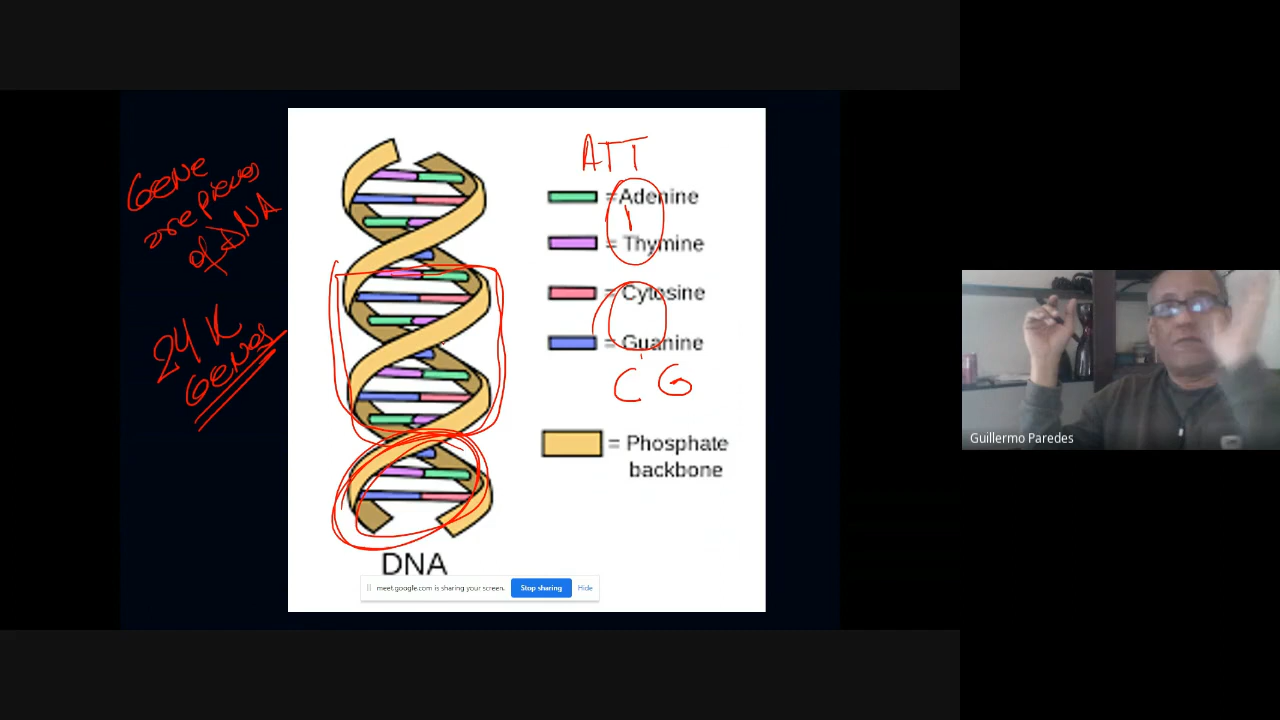 GENE
are pieces
of DNA
24 K
GENES
ATT
= Adenine
= Thymine
= Cytosine
= Guanine
C G
= Phosphate
backbone
DNA
meet.google.com is sharing your screen.
Stop sharing
Hide
Guillermo Paredes